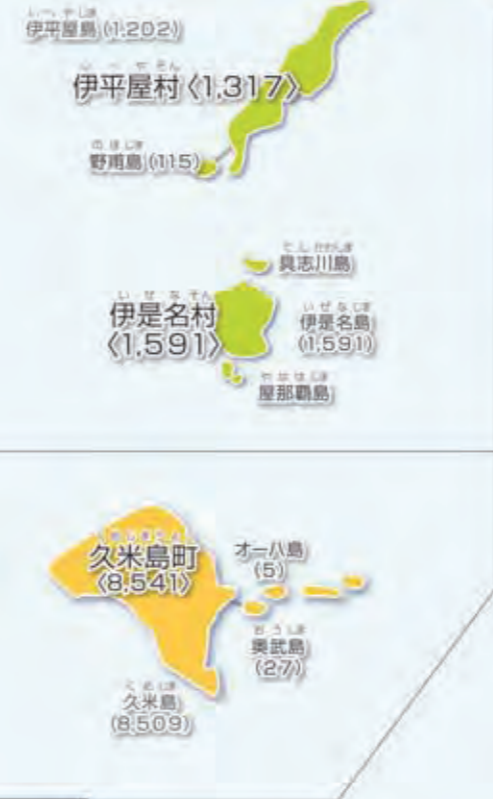 いへやじま
伊平屋島(1,202)
いへやそん
伊平屋村〈1,317〉
のほじま
野甫島(115)
ぐしかわしま
具志川島
いぜなそん
伊是名村
〈1,591〉
いぜなじま
伊是名島
(1,591)
やなはじま
屋那覇島
くめじまちょう
久米島町
〈8,541〉
オーハ島
(5)
おうじま
奥武島
(27)
くめじま
久米島
(8,509)